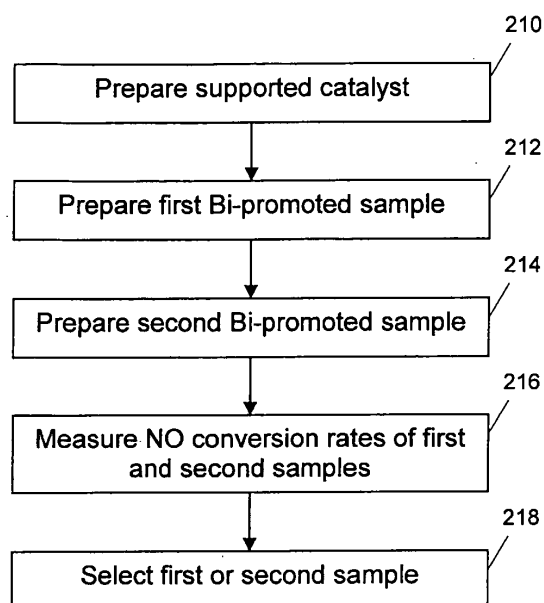 210
Prepare supported catalyst
212
Prepare first Bi-promoted sample
214
Prepare second Bi-promoted sample
216
Measure NO conversion rates of first
and second samples
218
Select first or second sample